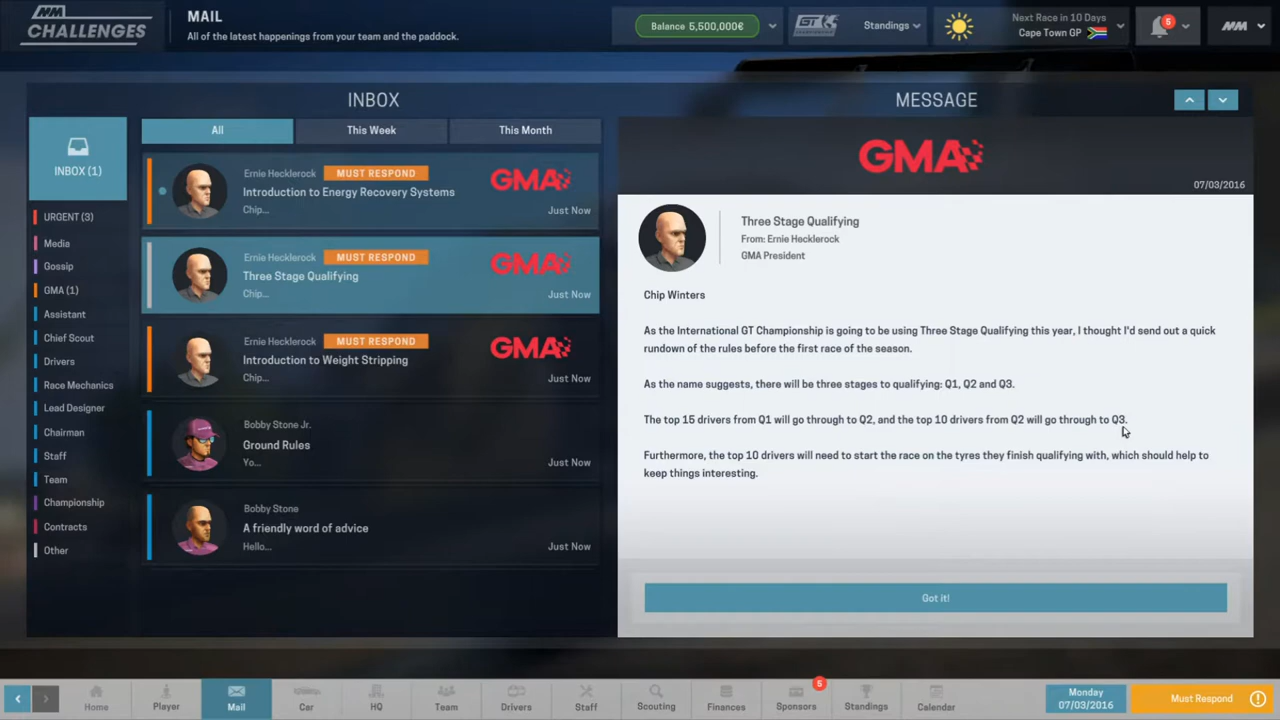 MM
CHALLENGES
MAIL
All of the latest happenings from your team and the paddock.
Balance 5,500,000€
GT
CHAMPIONSHIP
Standings
Next Race in 10 Days
Cape Town GP
5
MM
INBOX
INBOX (1)
URGENT (3)
Media
Gossip
GMA (1)
Assistant
Chief Scout
Drivers
Race Mechanics
Lead Designer
Chairman
Staff
Team
Championship
Contracts
Other
All
This Week
This Month
Ernie Hecklerock MUST RESPOND
Introduction to Energy Recovery Systems
Chip...
GMA
Just Now
Ernie Hecklerock MUST RESPOND
Three Stage Qualifying
Chip...
GMA
Just Now
Ernie Hecklerock MUST RESPOND
Introduction to Weight Stripping
Chip...
GMA
Just Now
Bobby Stone Jr.
Ground Rules
Yo...
Just Now
Bobby Stone
A friendly word of advice
Hello...
Just Now
MESSAGE
GMA
07/03/2016
Three Stage Qualifying
From: Ernie Hecklerock
GMA President
Chip Winters
As the International GT Championship is going to be using Three Stage Qualifying this year, I thought I'd send out a quick
rundown of the rules before the first race of the season.
As the name suggests, there will be three stages to qualifying: Q1, Q2 and Q3.
The top 15 drivers from Q1 will go through to Q2, and the top 10 drivers from Q2 will go through to Q3.
Furthermore, the top 10 drivers will need to start the race on the tyres they finish qualifying with, which should help to
keep things interesting.
Got it!
Home
Player
Mail
Car
HQ
Team
Drivers
Staff
Scouting
Finances
5
Sponsors
Standings
Calendar
Monday
07/03/2016
Must Respond